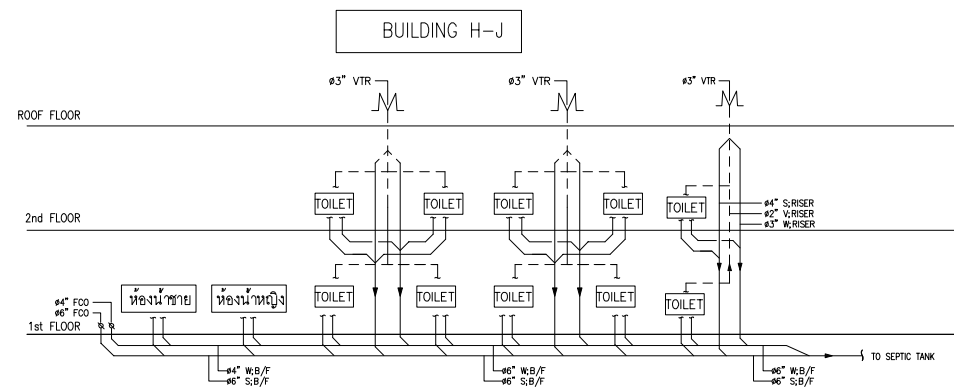 BUILDING H-J
ø3" VTR
ø3" VTR
ø3" VTR
ROOF FLOOR
TOILET
TOILET
TOILET
TOILET
TOILET
ø4" S;RISER
ø2" V;RISER
ø3" W;RISER
2nd FLOOR
ห้องน้ำชาย
ห้องน้ำหญิง
TOILET
TOILET
TOILET
TOILET
TOILET
ø4" FCO
ø6" FCO
1st FLOOR
TO SEPTIC TANK
ø4" W;B/F
ø6" S;B/F
ø6" W;B/F
ø6" S;B/F
ø6" W;B/F
ø6" S;B/F